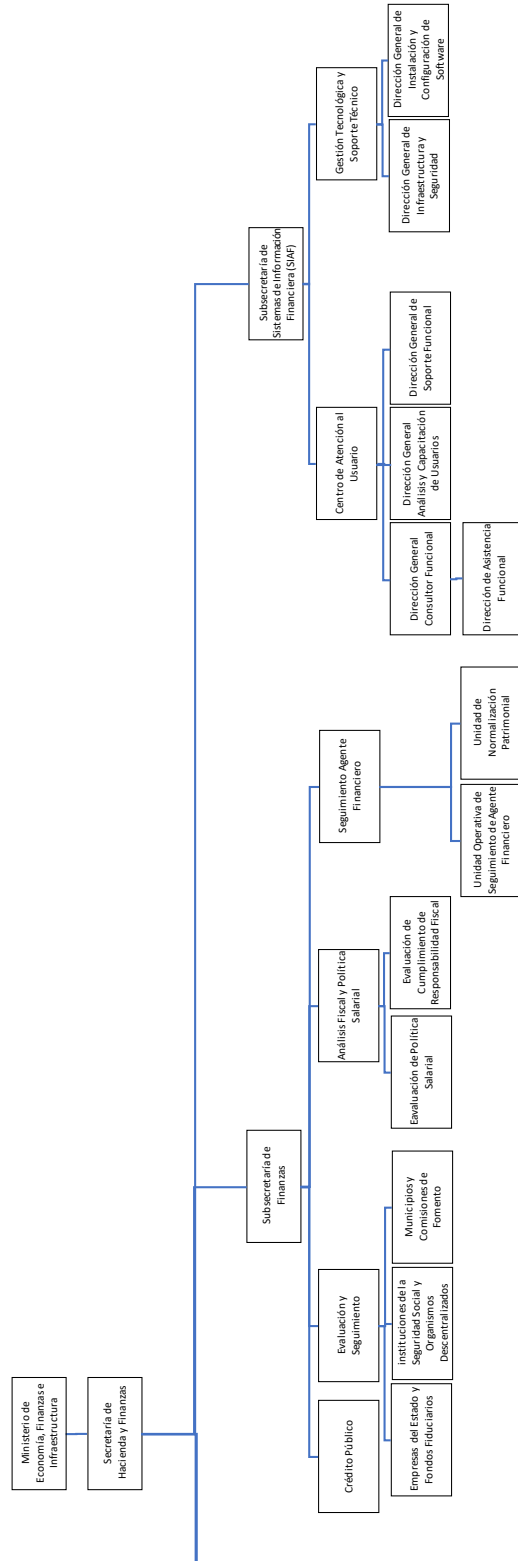 Ministerio de
Economía, Finanzas e
Infraestructura
Secretaría de
Hacienda y Finanzas
Subsecretaría de
Finanzas
Subsecretaría de
Sistemas de Información
Financiera (SIAF)
Crédito Público
Evaluación y
Seguimiento
Análisis Fiscal y Política
Salarial
Seguimiento Agente
Financiero
Centro de Atención al
Usuario
Gestión Tecnológica y
Soporte Técnico
Empresas del Estado y
Fondos Fiduciarios
instituciones de la
Seguridad Social y
Organismos
Descentralizados
Municipios y
Comisiones de
Fomento
Eavaluación de Política
Salarial
Evaluación de
Cumplimiento de
Responsabilidad Fiscal
Dirección General
Consultor Funcional
Dirección General
Análisis y Capacitación
de Usuarios
Dirección General de
Soporte Funcional
Dirección General de
Infraestructura y
Seguridad
Dirección General de
Instalación y
Configuración de
Software
Unidad Operativa de
Seguimiento de Agente
Financiero
Unidad de
Normalización
Patrimonial
Dirección de Asistencia
Funcional